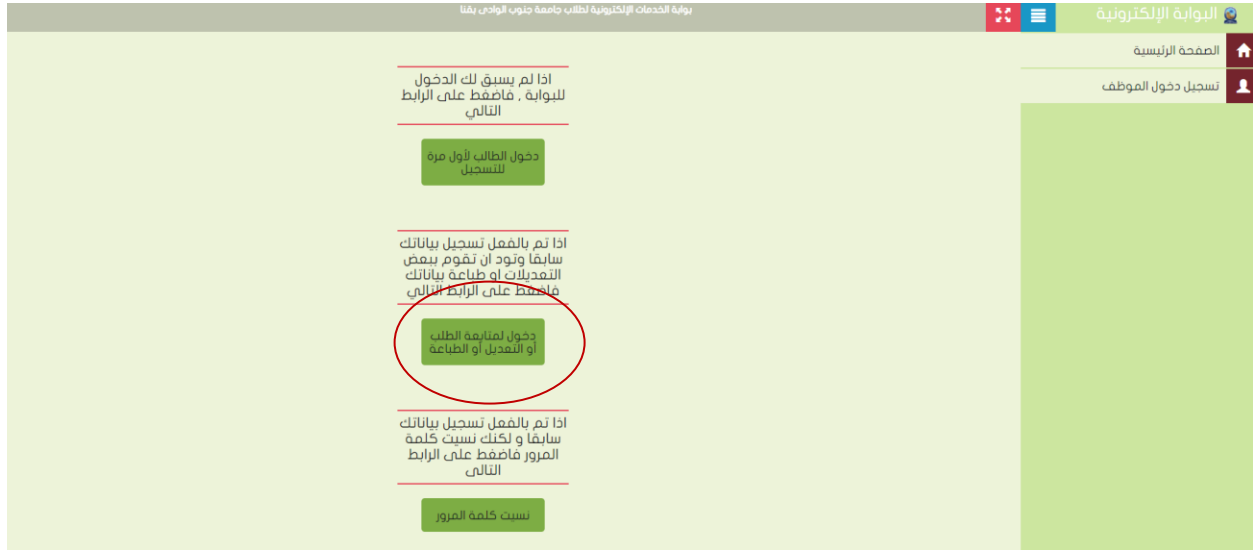 بوابة الخدمات الإلكترونية لطلاب جامعة جنوب الوادى بقنا
البوابة الإلكترونية
الصفحة الرئيسية
تسجيل دخول الموظف
اذا لم يسبق لك الدخول
للبوابة , فاضغط على الرابط
التالي
دخول الطالب لأول مرة
للتسجيل
اذا تم بالفعل تسجيل بياناتك
سابقا وتود ان تقوم ببعض
التعديلات او طباعة بياناتك
فاضغط على الرابط التالي
دخول لمتابعة الطلب
أو التعديل أو الطباعة
اذا تم بالفعل تسجيل بياناتك
سابقا و لكنك نسيت كلمة
المرور فاضغط على الرابط
التالى
نسيت كلمة المرور